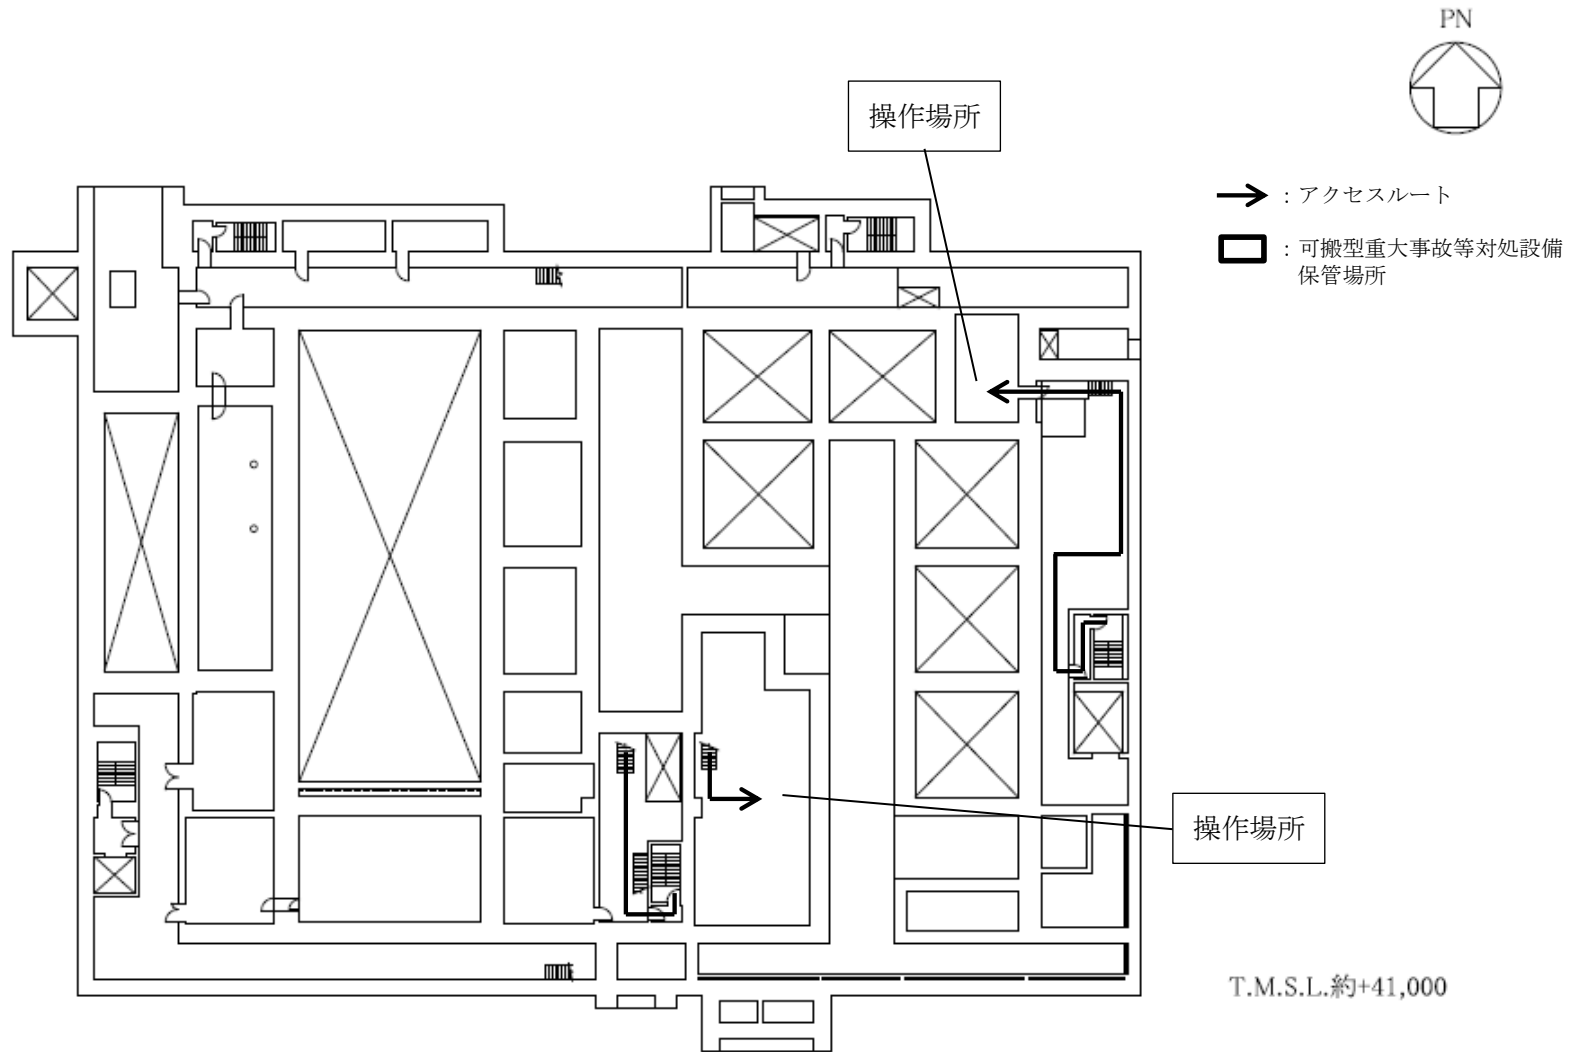 PN
操作場所
：アクセスルート
：可搬型重大事故等対処設備
保管場所
操作場所
T.M.S.L.約+41,000